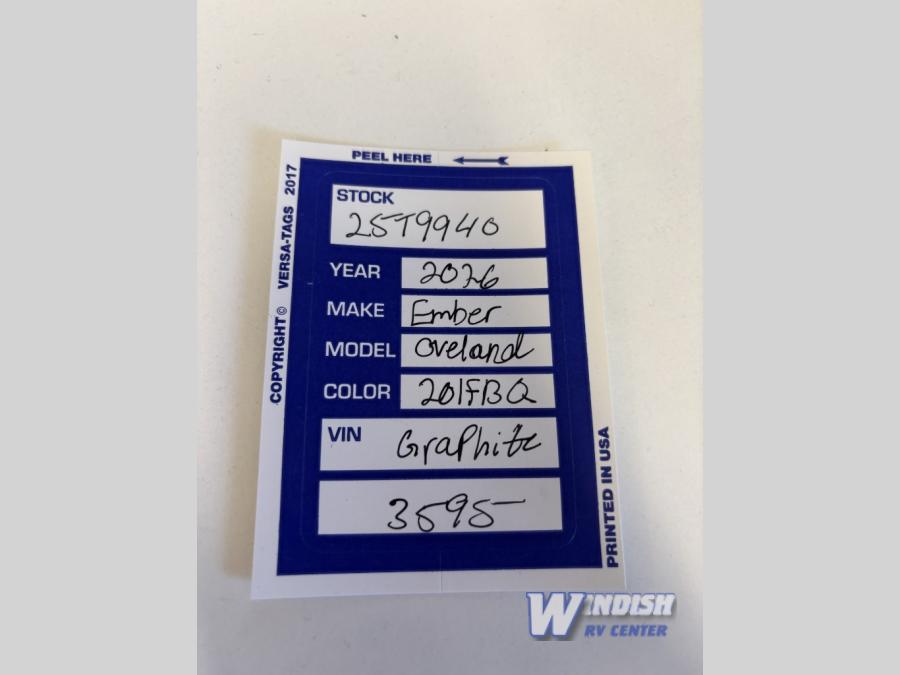 PEEL HERE
COPYRIGHT© VERSA-TAGS 2017
STOCK
25T9940
YEAR 2026
MAKE Ember
MODEL Oveland
COLOR 201FBQ
VIN Graphite
3595
PRINTED IN USA
WINDISH
RV CENTER